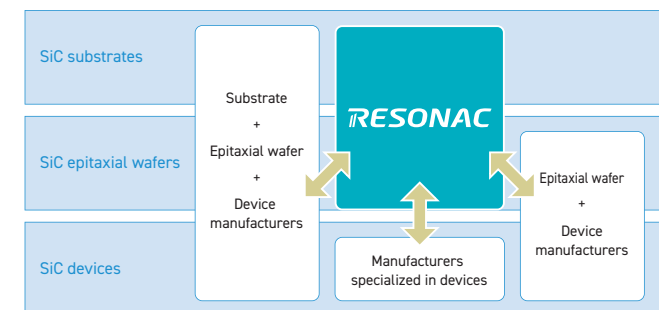 SiC substrates
SiC epitaxial wafers
SiC devices
Substrate
+
Epitaxial wafer
+
Device
manufacturers
RESONAC
Manufacturers
specialized in devices
Epitaxial wafer
+
Device
manufacturers